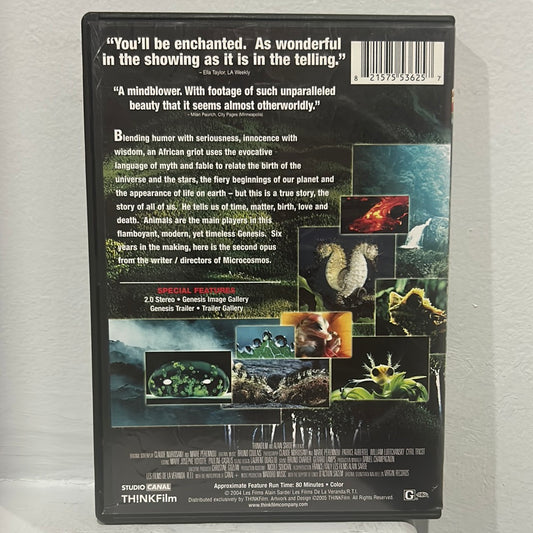 “You’ll be enchanted. As wonderful
in the showing as it is in the telling.”
– Ella Taylor, LA Weekly
“A mindblower. With footage of such unparalleled
beauty that it seems almost otherworldly.”
– Milan Paurich, City Pages (Minneapolis)
8 21575 53625 7
Blending humor with seriousness, innocence with
wisdom, an African griot uses the evocative
language of myth and fable to relate the birth of the
universe and the stars, the fiery beginnings of our planet and
the appearance of life on earth – but this is a true story, the
story of all of us. He tells us of time, matter, birth, love and
death. Animals are the main players in this
flamboyant, modern, yet timeless Genesis. Six
years in the making, here is the second opus
from the writer / directors of Microcosmos.
SPECIAL FEATURES:
2.0 Stereo • Genesis Image Gallery
Genesis Trailer • Trailer Gallery
STUDIO CANAL
TH!NKFilm
Approximate Feature Run Time: 80 Minutes • Color
© 2004 Les Films Alain Sarde/ Les Films De La Veranda/R.T.I.
Distributed exclusively by TH!NKFilm. Artwork and Design ©2005 TH!NKFilm. All Rights Reserved.
www.thinkfilmcompany.com
G